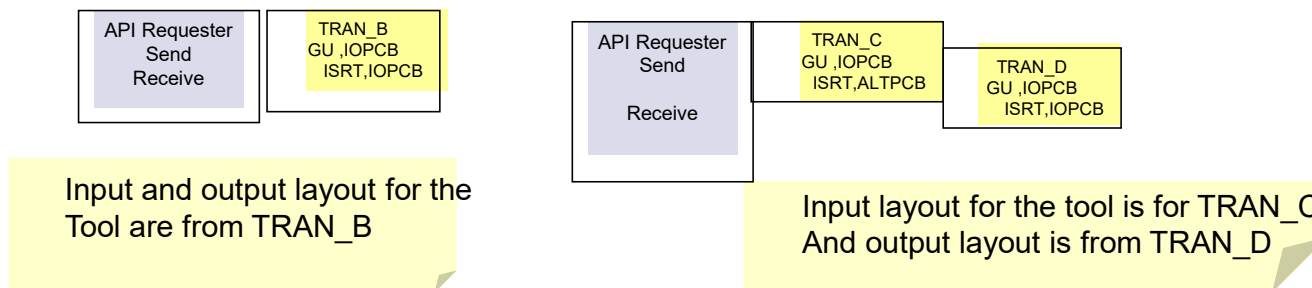 API Requester
Send
Receive
TRAN_B
GU ,IOPCB
ISRT,IOPCB
Input and output layout for the
Tool are from TRAN_B
API Requester
Send
Receive
TRAN_C
GU ,IOPCB
ISRT,ALTPCB
TRAN_D
GU ,IOPCB
ISRT,IOPCB
Input layout for the tool is for TRAN_C
And output layout is from TRAN_D